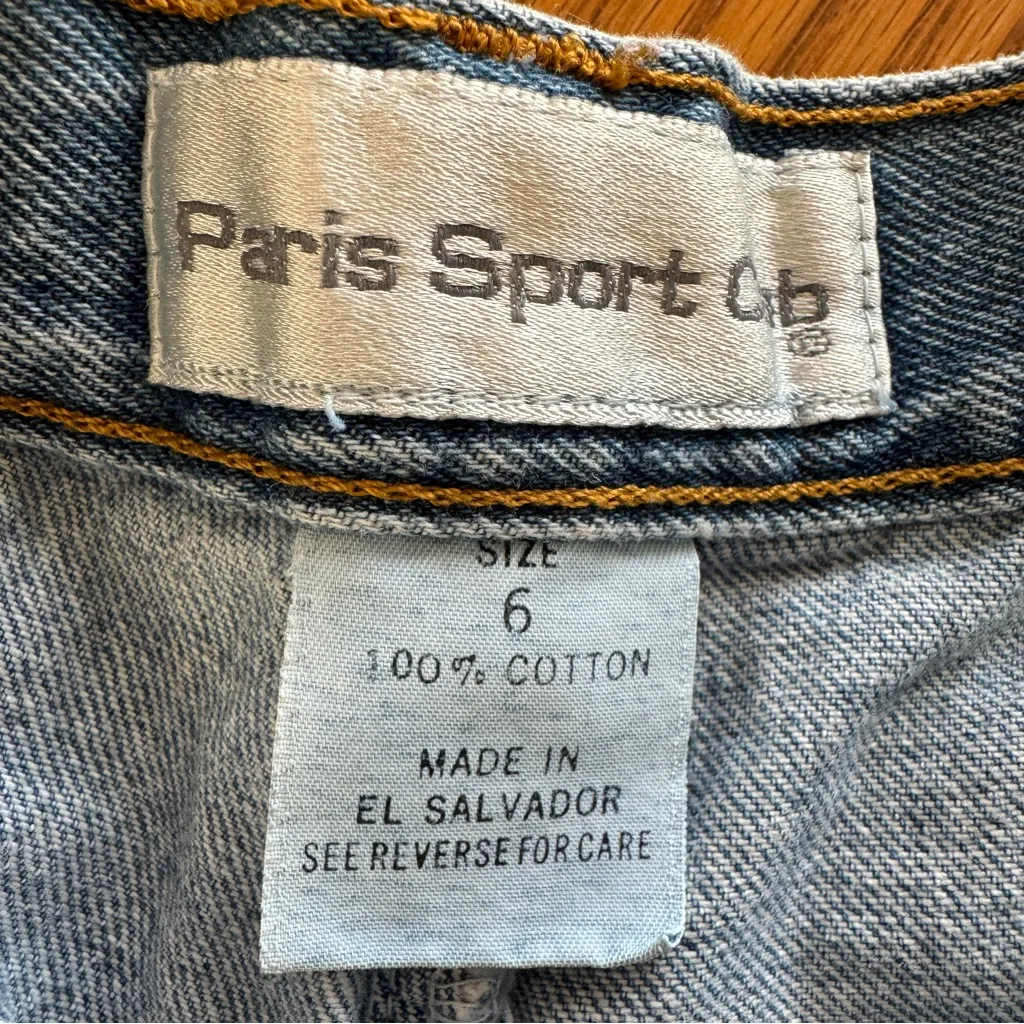 Paris Sport Club
SIZE
6
100% COTTON
MADE IN
EL SALVADOR
SEE REVERSE FOR CARE